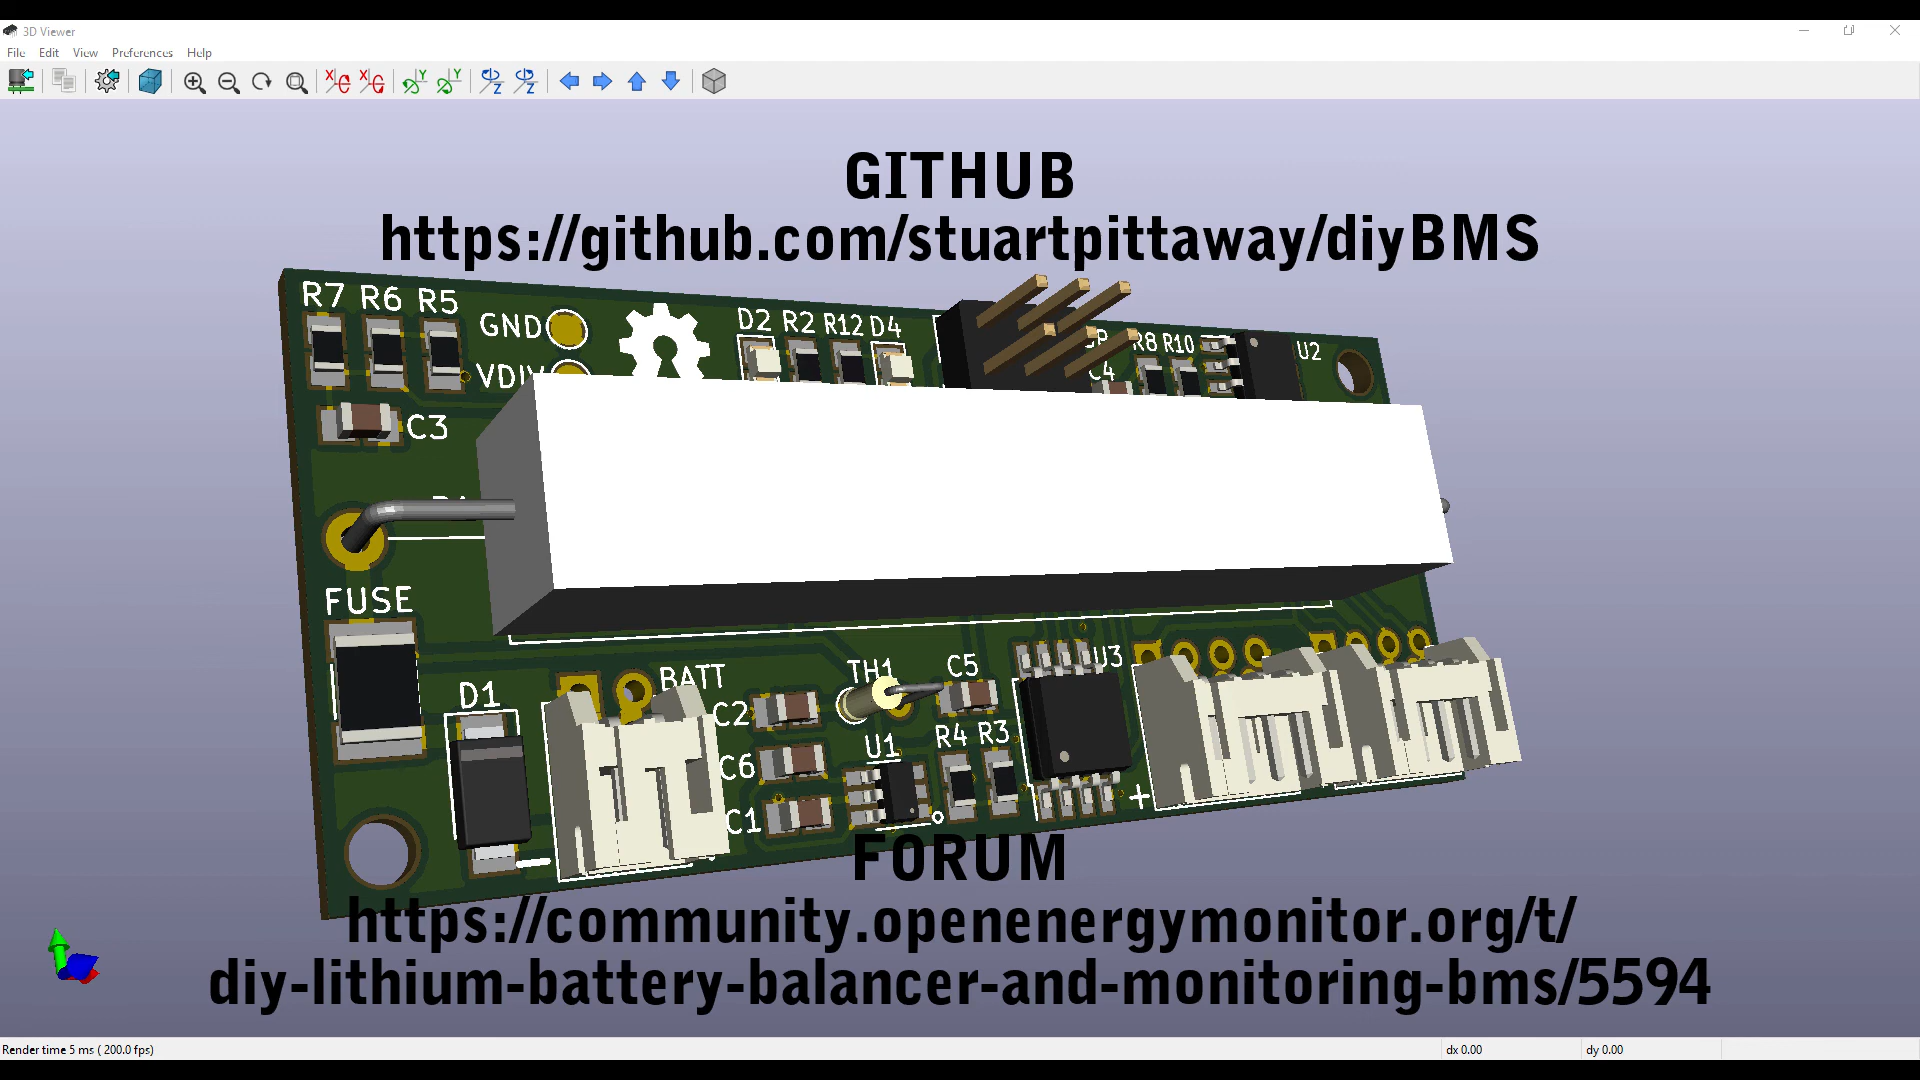 3D Viewer
File Edit View Preferences Help
GITHUB
https://github.com/stuartpittaway/diyBMS
R7 R6 R5
GND
D2 R2 R12 D4
R8 R10
U2
VDIV
C4
C3
FUSE
BATT
TH1
C5
U3
D1
C2
R4 R3
U1
C6
C1
+
FORUM
https://community.openenergymonitor.org/t/
diy-lithium-battery-balancer-and-monitoring-bms/5594
Render time 5 ms ( 200.0 fps)
dx 0.00
dy 0.00